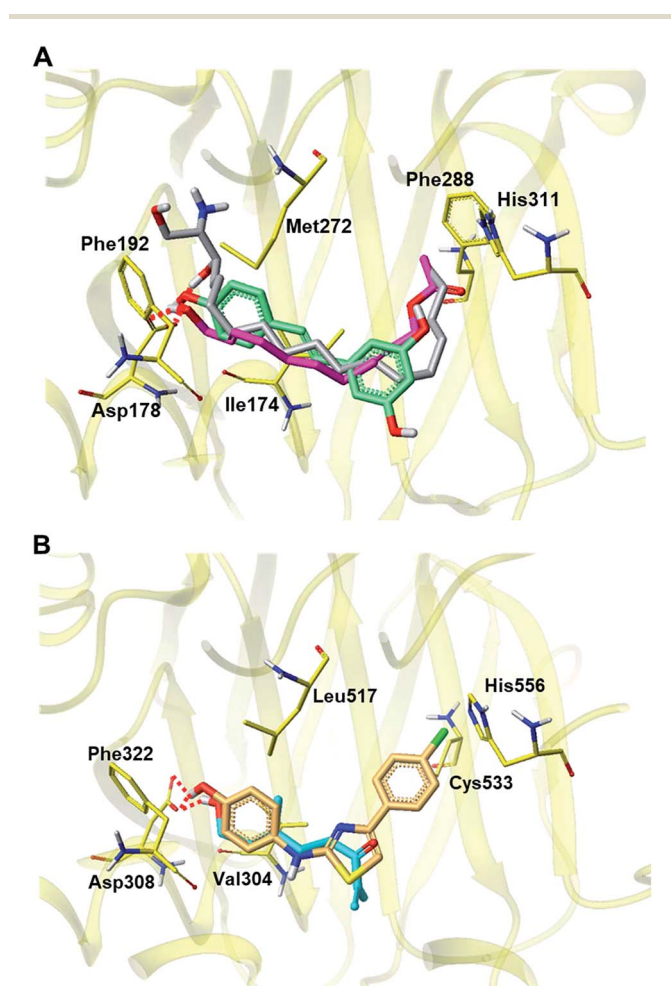 A
Phe288
His311
Met272
Phe192
Asp178
Ile174
B
Leu517
His556
Phe322
Cys533
Asp308
Val304